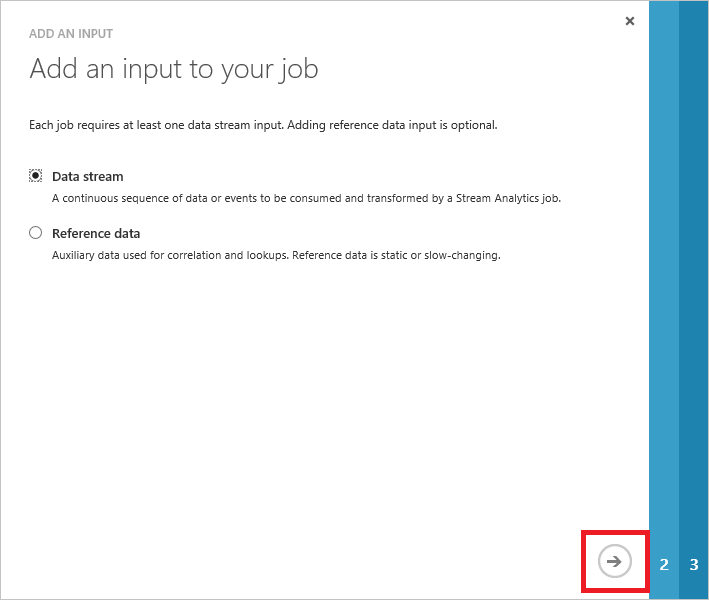 ADD AN INPUT
Add an input to your job
Each job requires at least one data stream input. Adding reference data input is optional.
Data stream
A continuous sequence of data or events to be consumed and transformed by a Stream Analytics job.
Reference data
Auxiliary data used for correlation and lookups. Reference data is static or slow-changing.
2 3